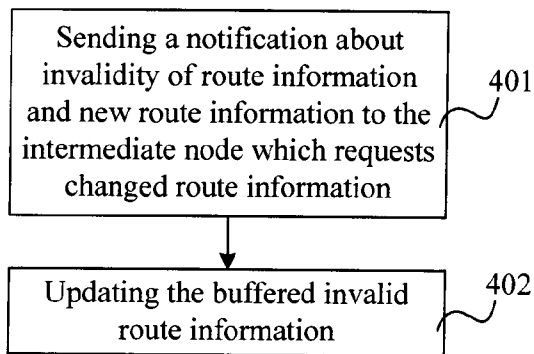 Sending a notification about
invalidity of route information
and new route information to the
intermediate node which requests
changed route information
401
Updating the buffered invalid
route information
402